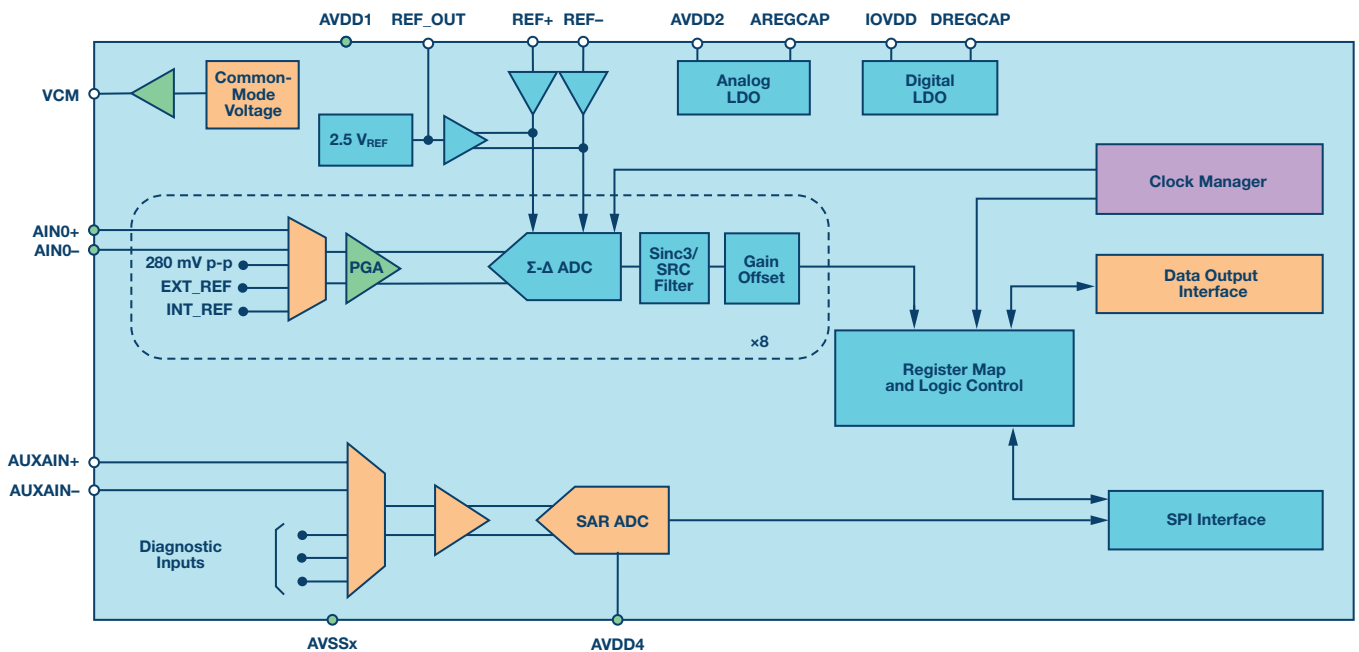 AVDD1 REF_OUT REF+ REF– AVDD2 AREGCAP IOVDD DREGCAP
VCM
Common-
Mode
Voltage
2.5 VREF
Analog
LDO
Digital
LDO
Clock Manager
AIN0+
AIN0–
280 mV p-p
EXT_REF
INT_REF
PGA
Σ-Δ ADC
Sinc3/
SRC
Filter
Gain
Offset
×8
Data Output
Interface
Register Map
and Logic Control
AUXAIN+
AUXAIN–
Diagnostic
Inputs
SAR ADC
SPI Interface
AVSSx
AVDD4